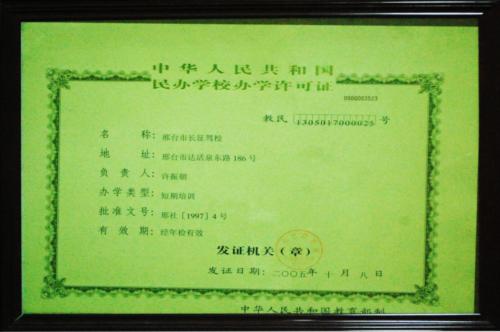 中华人民共和国
民办学校办学许可证
教民 1305017000025 号
名称：邢台市长征驾校
地址：邢台市达活泉东路186号
负责人：许振朝
办学类型：短期培训
批准文号：邢社［1997］4号
有效期：经年检有效
发证机关（章）
发证日期：二〇〇五年十月八日
中华人民共和国教育部制